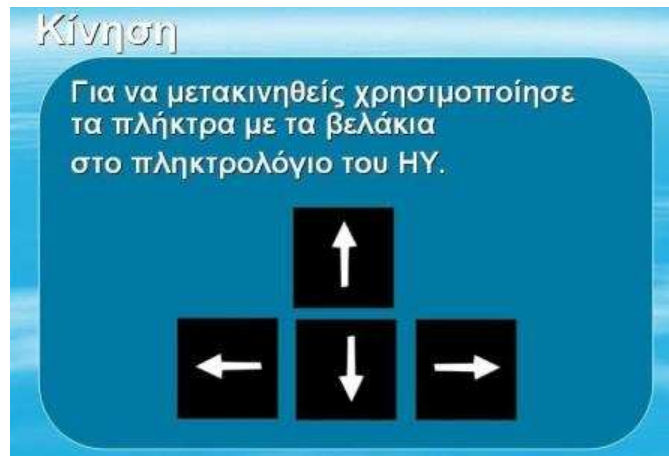 Κίνηση
Για να μετακινηθείς χρησιμοποίησε
τα πλήκτρα με τα βελάκια
στο πληκτρολόγιο του ΗΥ.